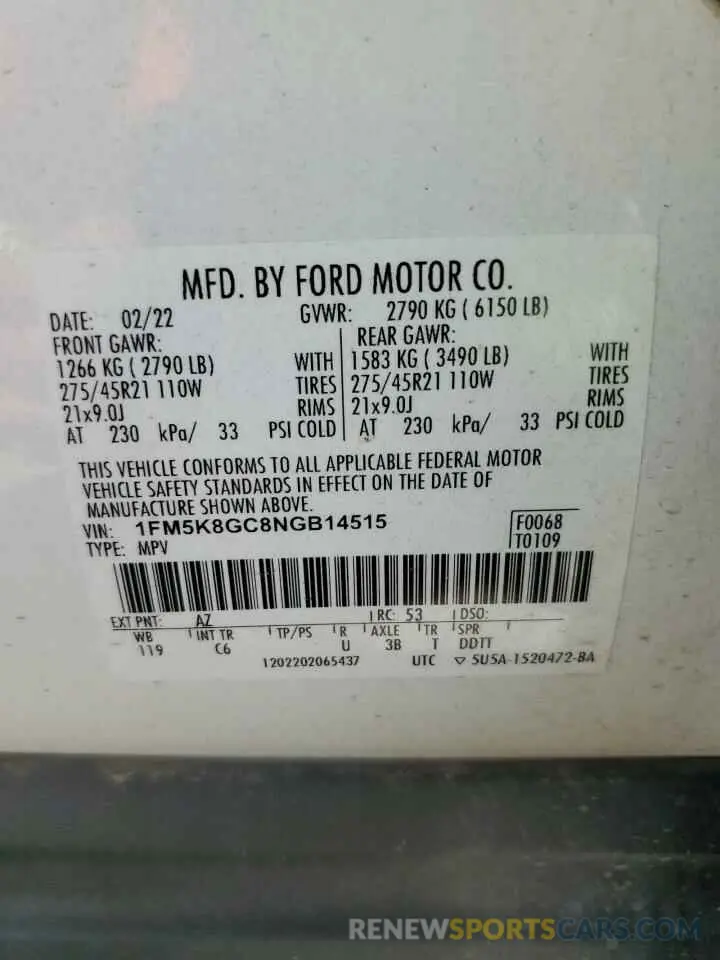 MFD. BY FORD MOTOR CO.
DATE: 02/22 GVWR: 2790 KG ( 6150 LB)
FRONT GAWR: REAR GAWR:
1266 KG ( 2790 LB) WITH 1583 KG ( 3490 LB) WITH
275/45R21 110W TIRES 275/45R21 110W TIRES
21x9.0J RIMS 21x9.0J RIMS
AT 230 kPa/ 33 PSI COLD AT 230 kPa/ 33 PSI COLD
THIS VEHICLE CONFORMS TO ALL APPLICABLE FEDERAL MOTOR
VEHICLE SAFETY STANDARDS IN EFFECT ON THE DATE OF
MANUFACTURE SHOWN ABOVE.
VIN: 1FM5K8GC8NGB14515 F0068
TYPE: MPV T0109
EXT PNT: AZ RC: 53 DSO:
WB INT TR TP/PS R AXLE TR SPR
119 C6 U 3B T DDTT
1202202065437 UTC ▽ 5U5A-1520472-BA
RENEWSPORTSCARS.COM